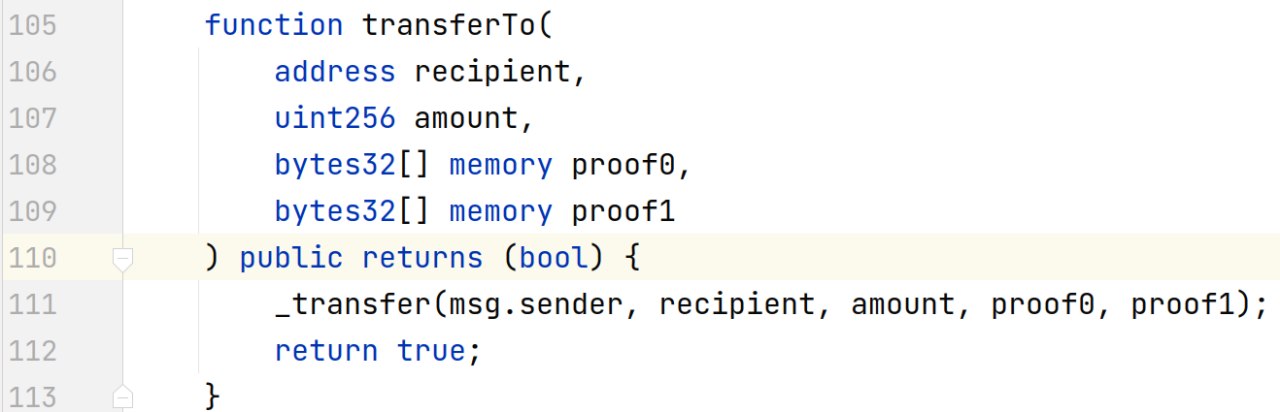 105 function transferTo(
106 address recipient,
107 uint256 amount,
108 bytes32[] memory proof0,
109 bytes32[] memory proof1
110 ) public returns (bool) {
111 _transfer(msg.sender, recipient, amount, proof0, proof1);
112 return true;
113 }